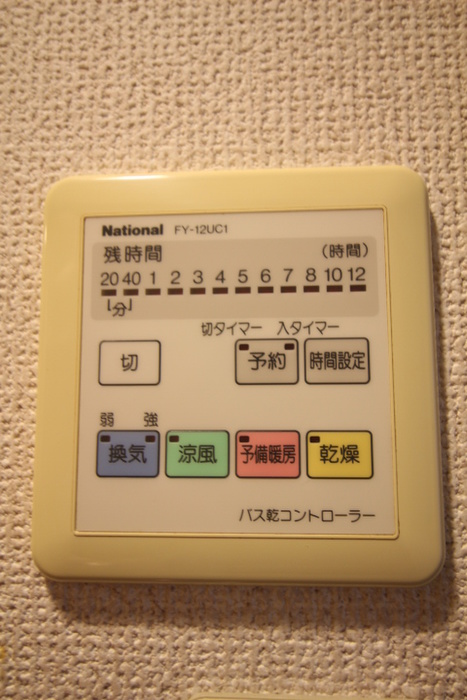 National FY-12UC1
残時間 (時間)
20 40 1 2 3 4 5 6 7 8 10 12
分
切タイマー 入タイマー
切 予約 時間設定
弱 強
換気 涼風 予備暖房 乾燥
バス乾コントローラー